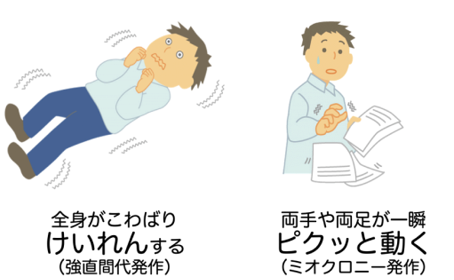 全身がこわばり
けいれんする
（強直間代発作）
両手や両足が一瞬
ピクッと動く
（ミオクロニー発作）